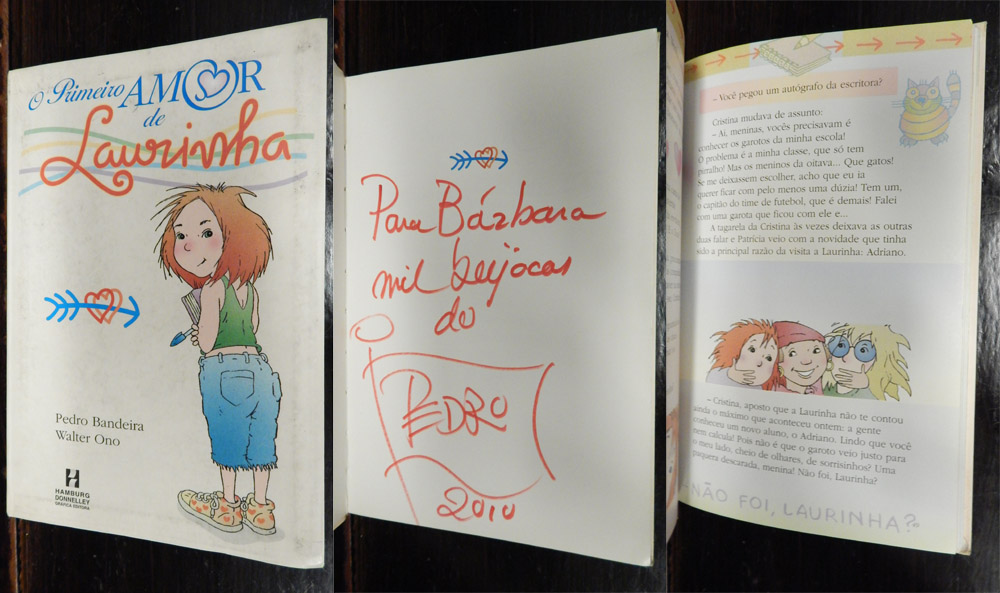 O Primeiro AMOR
de
Laurinha
Pedro Bandeira
Walter Ono
HAMBURG
DONNELLEY
GRÁFICA EDITORA
Para Bárbara
mil beijocas
do
PEDRO
2010
– Você pegou um autógrafo da escritora?
Cristina mudava de assunto:
– Ai, meninas, vocês precisavam é
conhecer os garotos da minha escola!
O problema é a minha classe, que só tem
pirralho! Mas os meninos da oitava... Que gatos!
Se me deixassem escolher, acho que eu ia
querer ficar com pelo menos uma dúzia! Tem um,
o capitão do time de futebol, que é demais! Falei
com uma garota que ficou com ele e...
A tagarela da Cristina às vezes deixava as outras
duas falar e Patrícia veio com a novidade que tinha
sido a principal razão da visita a Laurinha: Adriano.
– Cristina, aposto que a Laurinha não te contou
ainda o máximo que aconteceu ontem: a gente
conheceu um novo aluno, o Adriano. Lindo que você
nem calcula! Pois não é que o garoto veio justo para
o meu lado, cheio de olhares, de sorrisinhos? Uma
paquera descarada, menina! Não foi, Laurinha?
NÃO FOI, LAURINHA?